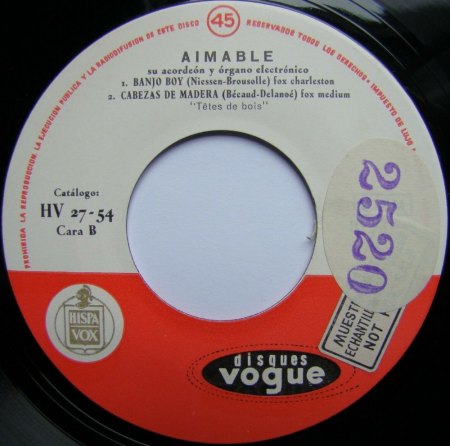 PROHIBIDA LA REPRODUCCION, LA EJECUCION PUBLICA Y LA RADIODIFUSION DE ESTE DISCO
45
RESERVADOS TODOS LOS DERECHOS - IMPUESTO DE LUJO
AIMABLE
su acordeón y órgano electrónico
1. BANJO BOY (Niessen-Brousolle) fox charleston
2. CABEZAS DE MADERA (Bécaud-Delanoé) fox medium
"Têtes de bois"
Catálogo:
HV 27-54
Cara B
2520
HISPA
VOX
MUEST
ECHANTILL
NOT
disques
vogue